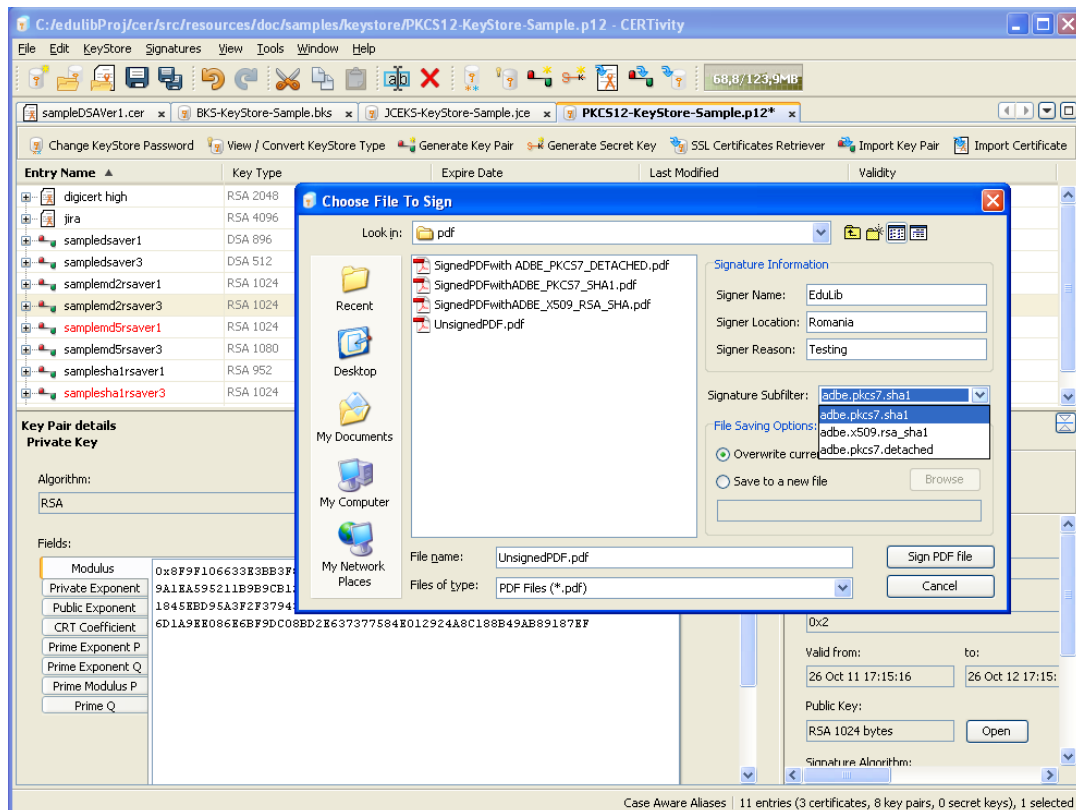 C:/edulibProj/cer/src/resources/doc/samples/keystore/PKCS12-KeyStore-Sample.p12 - CERTivity
File Edit KeyStore Signatures View Tools Window Help
68,8/123,9MB
sampleDSAVer1.cer x BKS-KeyStore-Sample.bks x JCEKS-KeyStore-Sample.jce x PKCS12-KeyStore-Sample.p12* x
Change KeyStore Password View / Convert KeyStore Type Generate Key Pair Generate Secret Key SSL Certificates Retriever Import Key Pair Import Certificate
Entry Name Key Type Expire Date Last Modified Validity
digicert high RSA 2048
jira RSA 4096
sampledsaver1 DSA 896
sampledsaver3 DSA 512
samplemd2rsaver1 RSA 1024
samplemd2rsaver3 RSA 1024
samplemd5rsaver1 RSA 1024
samplemd5rsaver3 RSA 1080
samplesha1rsaver1 RSA 952
samplesha1rsaver3 RSA 1024
Choose File To Sign
Look in: pdf
Recent
Desktop
My Documents
My Computer
My Network
Places
SignedPDFwith ADBE_PKCS7_DETACHED.pdf
SignedPDFwithADBE_PKCS7_SHA1.pdf
SignedPDFwithADBE_X509_RSA_SHA.pdf
UnsignedPDF.pdf
Signature Information
Signer Name: EduLib
Signer Location: Romania
Signer Reason: Testing
Signature Subfilter: adbe.pkcs7.sha1
adbe.pkcs7.sha1
adbe.x509.rsa_sha1
adbe.pkcs7.detached
File Saving Options:
Overwrite curre
Save to a new file Browse
File name: UnsignedPDF.pdf Sign PDF file
Files of type: PDF Files (*.pdf) Cancel
Key Pair details
Private Key
Algorithm:
RSA
Fields:
Modulus
Private Exponent
Public Exponent
CRT Coefficient
Prime Exponent P
Prime Exponent Q
Prime Modulus P
Prime Q
0x8F9F106633E3BB3F
9A1EA595211B9B9CB1
1845EBD95A3F2F3794
6D1A9EE086E6BF9DC08BD2E637377584E012924A8C188B49AB89187EF
0x2
Valid from: to:
26 Oct 11 17:15:16 26 Oct 12 17:15:
Public Key:
RSA 1024 bytes Open
Signature Algorithm:
Case Aware Aliases 11 entries (3 certificates, 8 key pairs, 0 secret keys), 1 selected